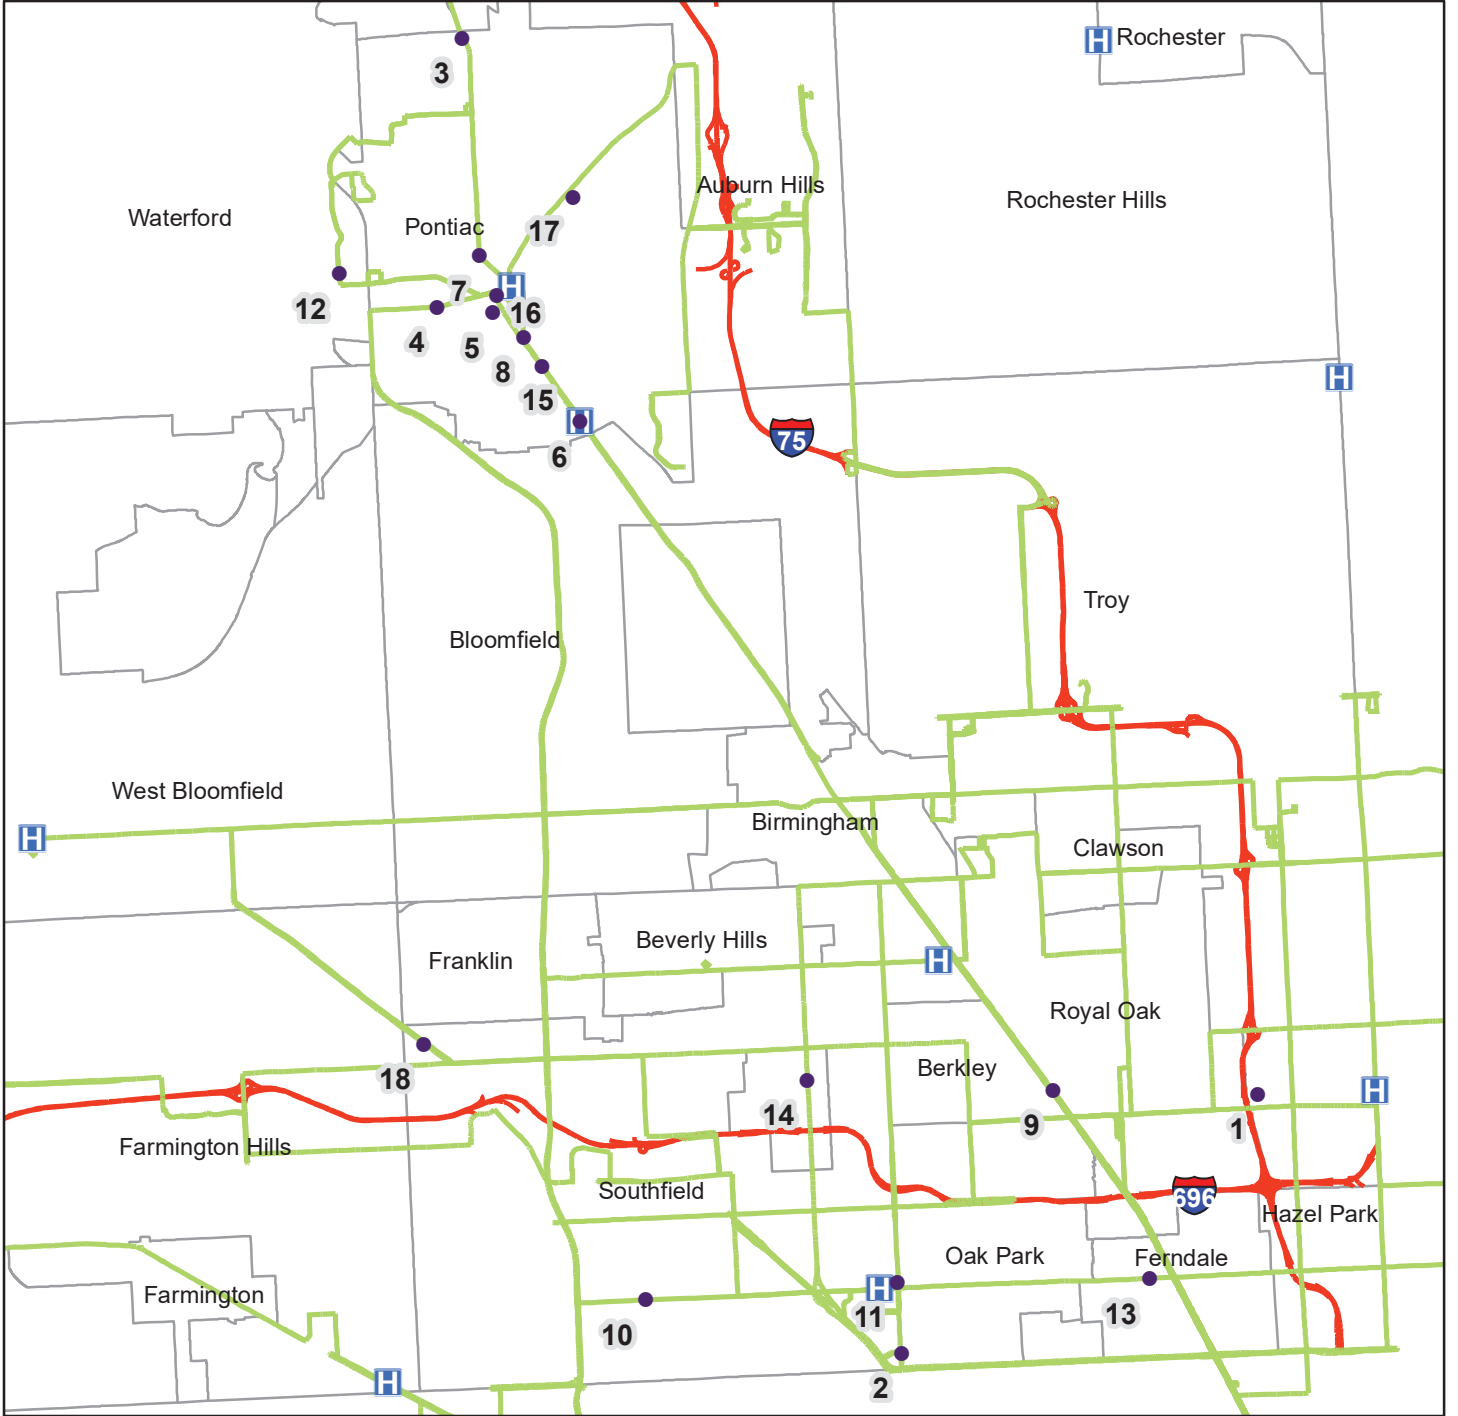 H Rochester
3
Auburn Hills
Rochester Hills
Waterford
Pontiac
17
H
7
12
16
4
5
8
H
15
75
H
6
Troy
Bloomfield
West Bloomfield
Birmingham
H
Clawson
Beverly Hills
Franklin
H
Royal Oak
Berkley
18
H
14
9
1
Farmington Hills
Southfield
696
Hazel Park
Oak Park
Ferndale
Farmington
H
11
13
10
H
2